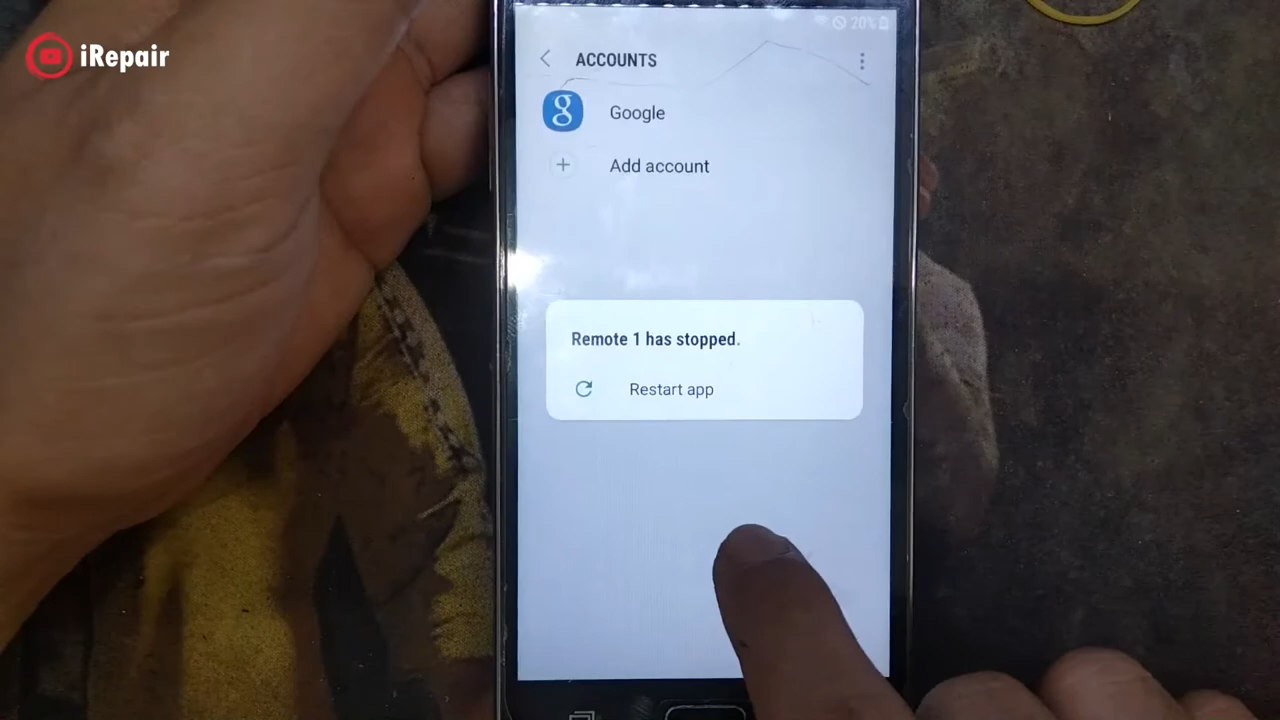 iRepair
20%
ACCOUNTS
g
Google
Add account
Remote 1 has stopped.
Restart app